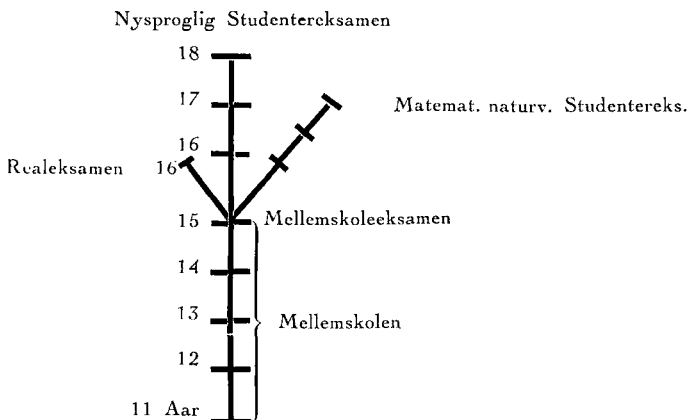 Nysproglig Studentereksamen
18
17
Matemat. naturv. Studentereks.
16
Realeksamen 16
15 Mellemskoleeksamen
14
13 Mellemskolen
12
11 Aar